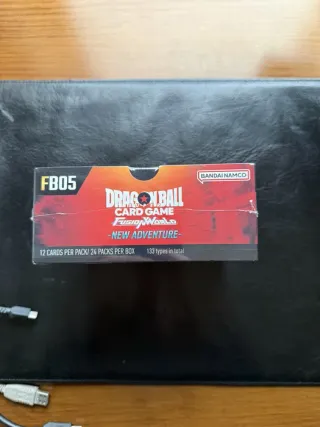 FB05
BANDAI NAMCO
DRAGON BALL
CARD GAME
FUSION WORLD
-NEW ADVENTURE-
12 CARDS PER PACK/ 24 PACKS PER BOX 133 types in total